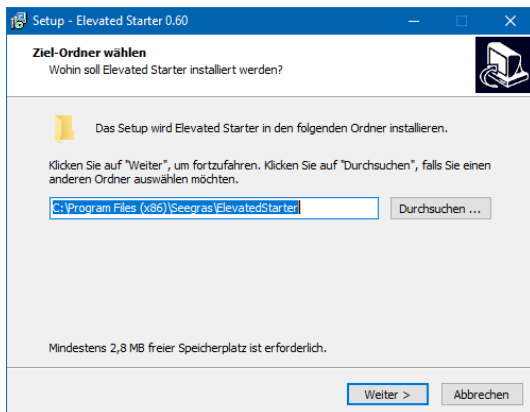 Setup - Elevated Starter 0.60
Ziel-Ordner wählen
Wohin soll Elevated Starter installiert werden?
Das Setup wird Elevated Starter in den folgenden Ordner installieren.
Klicken Sie auf "Weiter", um fortzufahren. Klicken Sie auf "Durchsuchen", falls Sie einen
anderen Ordner auswählen möchten.
C:\Program Files (x86)\Seegras\ElevatedStarter
Durchsuchen ...
Mindestens 2,8 MB freier Speicherplatz ist erforderlich.
Weiter >
Abbrechen